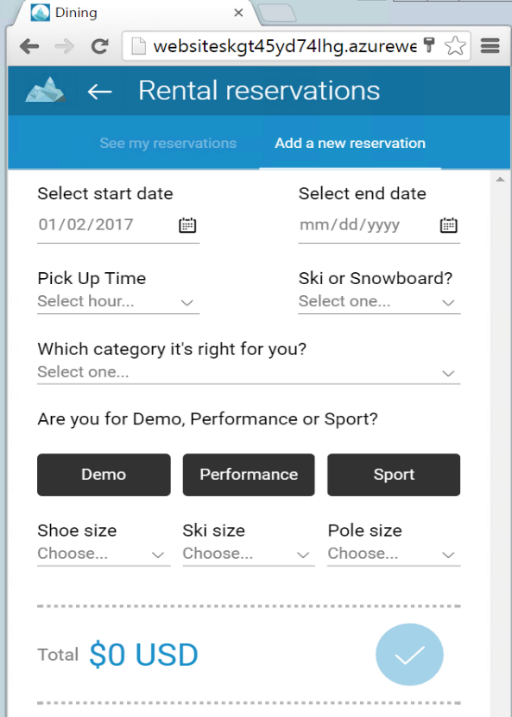 Dining
websiteskgt45yd74lhg.azurewe
Rental reservations
See my reservations Add a new reservation
Select start date Select end date
01/02/2017 mm/dd/yyyy
Pick Up Time Ski or Snowboard?
Select hour... Select one...
Which category it's right for you?
Select one...
Are you for Demo, Performance or Sport?
Demo Performance Sport
Shoe size Ski size Pole size
Choose... Choose... Choose...
Total $0 USD